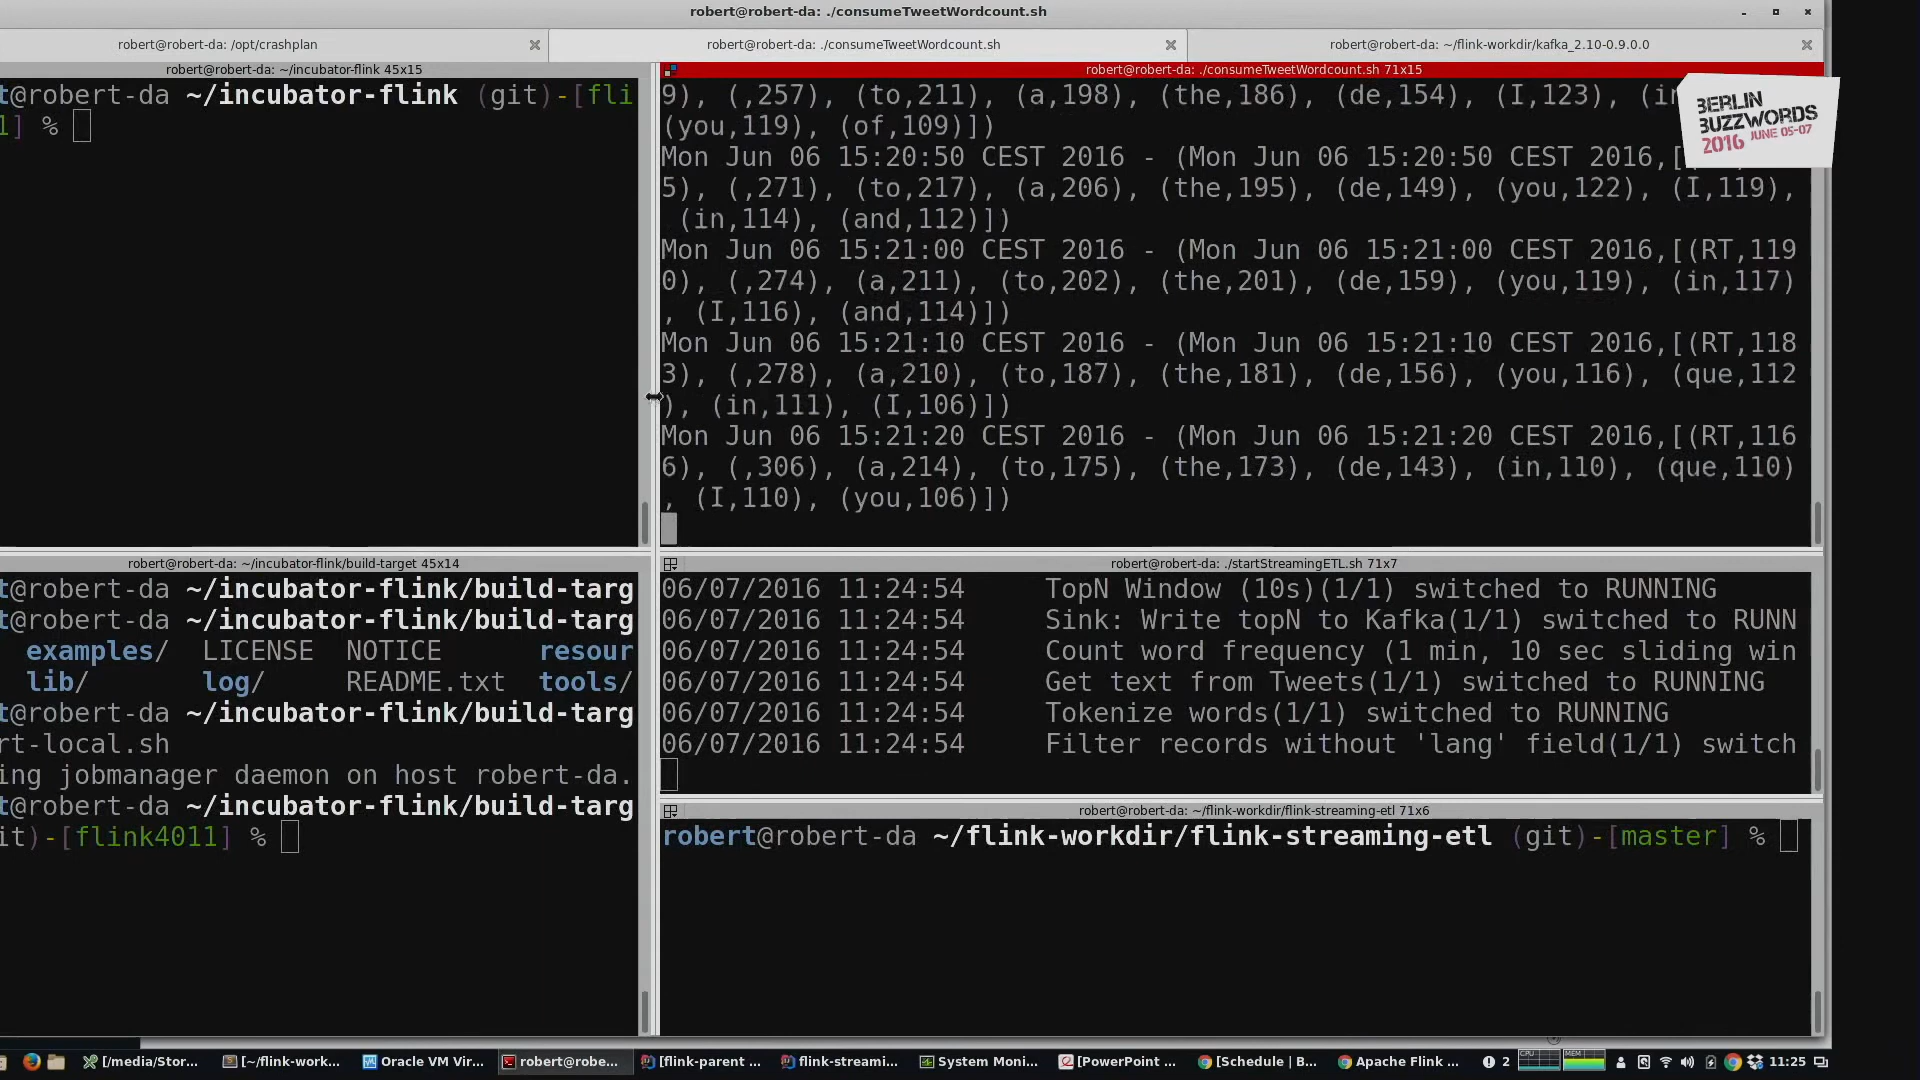 robert@robert-da: ./consumeTweetWordcount.sh
robert@robert-da: /opt/crashplan
robert@robert-da: ./consumeTweetWordcount.sh
robert@robert-da: ~/flink-workdir/kafka_2.10-0.9.0.0
robert@robert-da: ~/incubator-flink 45x15
t@robert-da ~/incubator-flink (git)-[fli
1] %
robert@robert-da: ./consumeTweetWordcount.sh 71x15
9), (,257), (to,211), (a,198), (the,186), (de,154), (I,123), (in
(you,119), (of,109)])
Mon Jun 06 15:20:50 CEST 2016 - (Mon Jun 06 15:20:50 CEST 2016,[
5), (,271), (to,217), (a,206), (the,195), (de,149), (you,122), (I,119),
(in,114), (and,112)])
Mon Jun 06 15:21:00 CEST 2016 - (Mon Jun 06 15:21:00 CEST 2016,[(RT,119
0), (,274), (a,211), (to,202), (the,201), (de,159), (you,119), (in,117)
, (I,116), (and,114)])
Mon Jun 06 15:21:10 CEST 2016 - (Mon Jun 06 15:21:10 CEST 2016,[(RT,118
3), (,278), (a,210), (to,187), (the,181), (de,156), (you,116), (que,112
), (in,111), (I,106)])
Mon Jun 06 15:21:20 CEST 2016 - (Mon Jun 06 15:21:20 CEST 2016,[(RT,116
6), (,306), (a,214), (to,175), (the,173), (de,143), (in,110), (que,110)
, (I,110), (you,106)])
BERLIN
BUZZWORDS
2016 JUNE 05-07
robert@robert-da: ~/incubator-flink/build-target 45x14
t@robert-da ~/incubator-flink/build-targ
t@robert-da ~/incubator-flink/build-targ
examples/ LICENSE NOTICE resour
lib/ log/ README.txt tools/
t@robert-da ~/incubator-flink/build-targ
rt-local.sh
ing jobmanager daemon on host robert-da.
t@robert-da ~/incubator-flink/build-targ
it)-[flink4011] %
robert@robert-da: ./startStreamingETL.sh 71x7
06/07/2016 11:24:54 TopN Window (10s)(1/1) switched to RUNNING
06/07/2016 11:24:54 Sink: Write topN to Kafka(1/1) switched to RUNN
06/07/2016 11:24:54 Count word frequency (1 min, 10 sec sliding win
06/07/2016 11:24:54 Get text from Tweets(1/1) switched to RUNNING
06/07/2016 11:24:54 Tokenize words(1/1) switched to RUNNING
06/07/2016 11:24:54 Filter records without 'lang' field(1/1) switch
robert@robert-da: ~/flink-workdir/flink-streaming-etl 71x6
robert@robert-da ~/flink-workdir/flink-streaming-etl (git)-[master] %
[/media/Stor... [~/flink-work... Oracle VM Vir... robert@robe... [flink-parent ... flink-streami... System Moni... [PowerPoint ... [Schedule | B... Apache Flink ... 2 CPU MEM 11:25